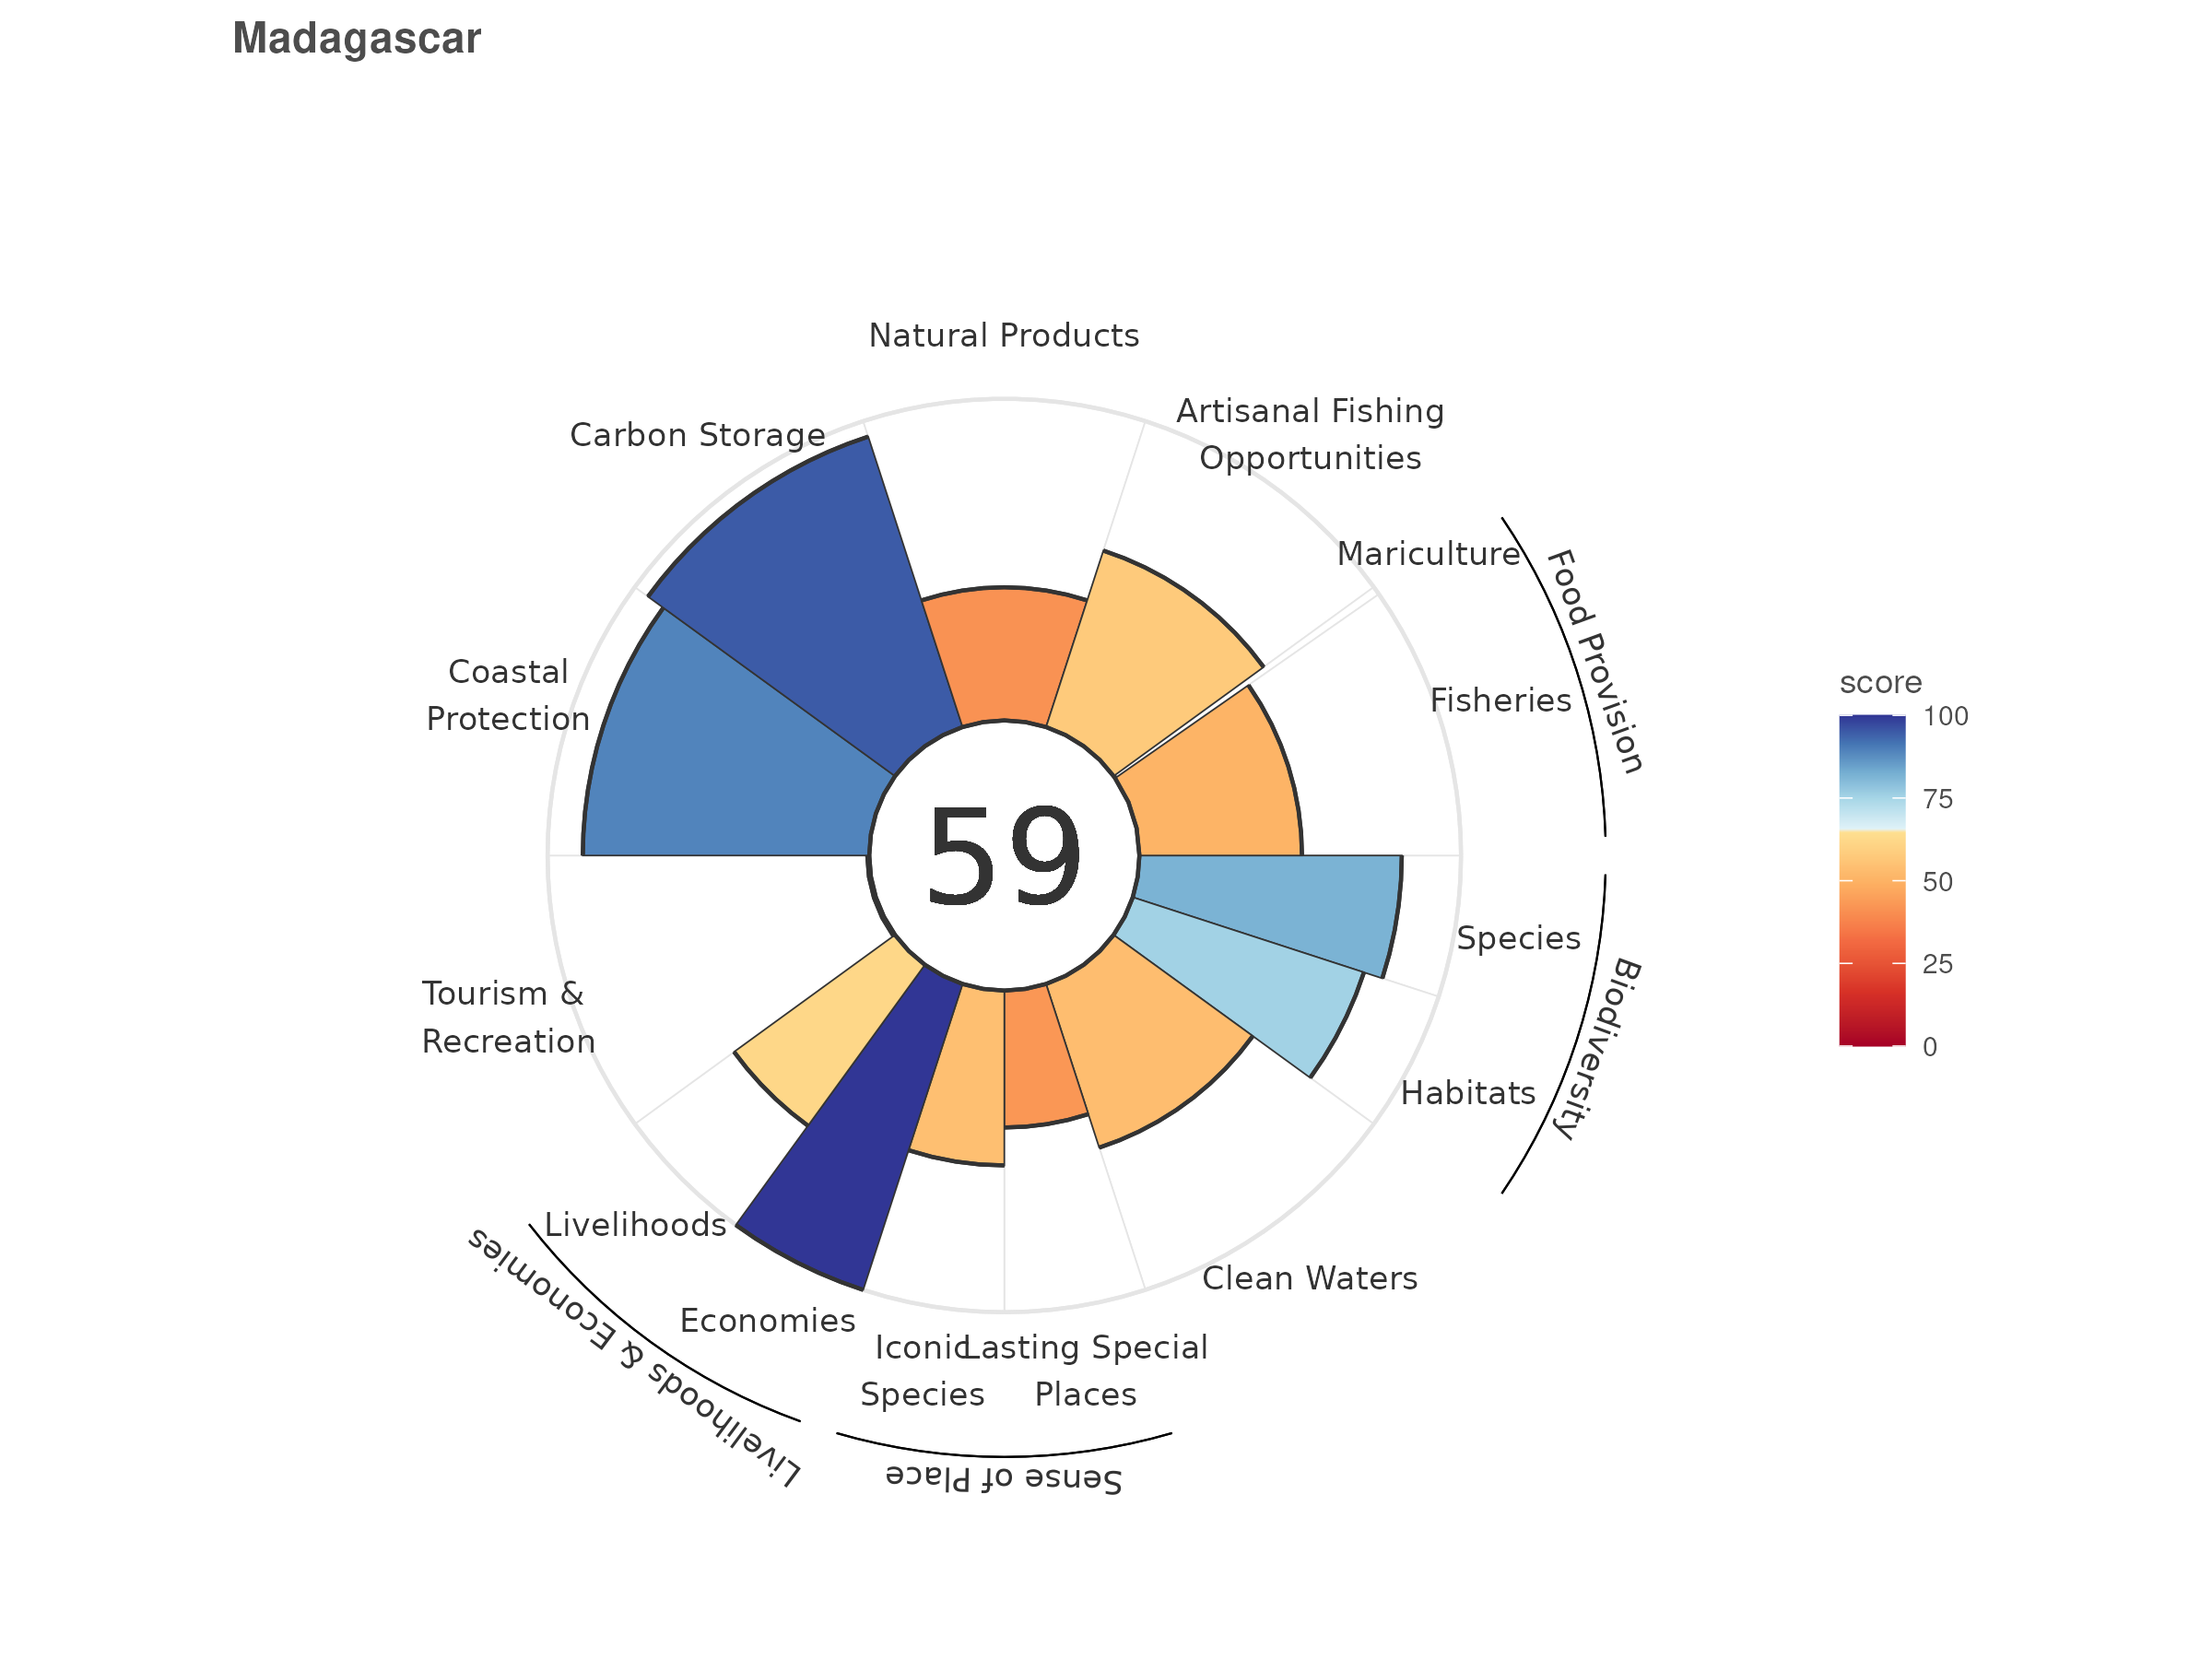 Madagascar
Natural Products
Artisanal Fishing
Opportunities
Carbon Storage
Mariculture
Food Provision
Fisheries
Coastal
Protection
59
score
100
75
50
25
0
Species
Biodiversity
Habitats
Tourism &
Recreation
Clean Waters
Livelihoods
Economies
Livelihoods & Economies
Iconic
Species
Lasting Special
Places
Sense of Place